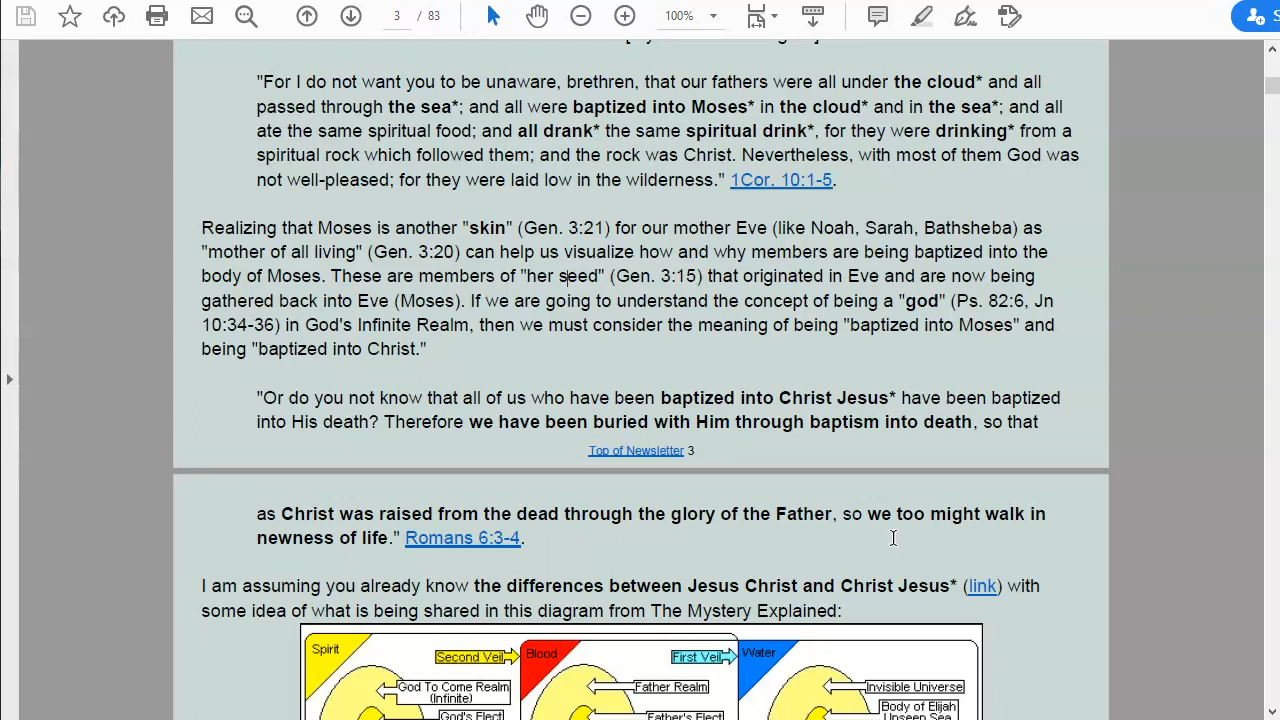 3 / 83
100%
"For I do not want you to be unaware, brethren, that our fathers were all under the cloud* and all
passed through the sea*; and all were baptized into Moses* in the cloud* and in the sea*; and all
ate the same spiritual food; and all drank* the same spiritual drink*, for they were drinking* from a
spiritual rock which followed them; and the rock was Christ. Nevertheless, with most of them God was
not well-pleased; for they were laid low in the wilderness." 1Cor. 10:1-5.
Realizing that Moses is another "skin" (Gen. 3:21) for our mother Eve (like Noah, Sarah, Bathsheba) as
"mother of all living" (Gen. 3:20) can help us visualize how and why members are being baptized into the
body of Moses. These are members of "her seed" (Gen. 3:15) that originated in Eve and are now being
gathered back into Eve (Moses). If we are going to understand the concept of being a "god" (Ps. 82:6, Jn
10:34-36) in God's Infinite Realm, then we must consider the meaning of being "baptized into Moses" and
being "baptized into Christ."
"Or do you not know that all of us who have been baptized into Christ Jesus* have been baptized
into His death? Therefore we have been buried with Him through baptism into death, so that
Top of Newsletter 3
as Christ was raised from the dead through the glory of the Father, so we too might walk in
newness of life." Romans 6:3-4.
I am assuming you already know the differences between Jesus Christ and Christ Jesus* (link) with
some idea of what is being shared in this diagram from The Mystery Explained:
Spirit
Second Veil
Blood
First Veil
Water
God To Come Realm
(Infinite)
Father Realm
Invisible Universe
God's Elect
Father's Elect
Body of Elijah
Unseen Sea